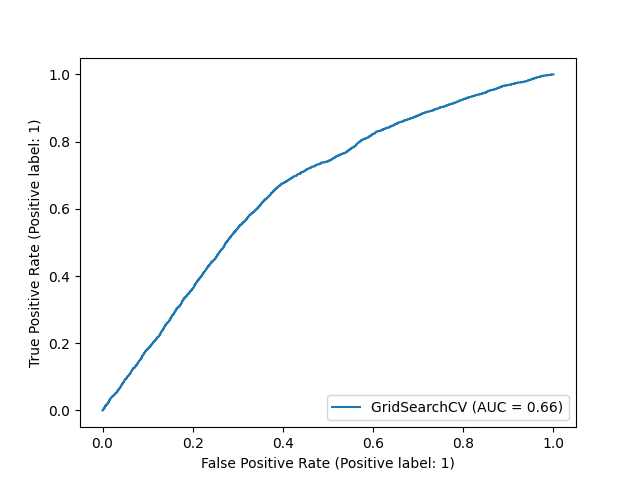 1.0
0.8
0.6
0.4
0.2
0.0
True Positive Rate (Positive label: 1)
GridSearchCV (AUC = 0.66)
0.0 0.2 0.4 0.6 0.8 1.0
False Positive Rate (Positive label: 1)